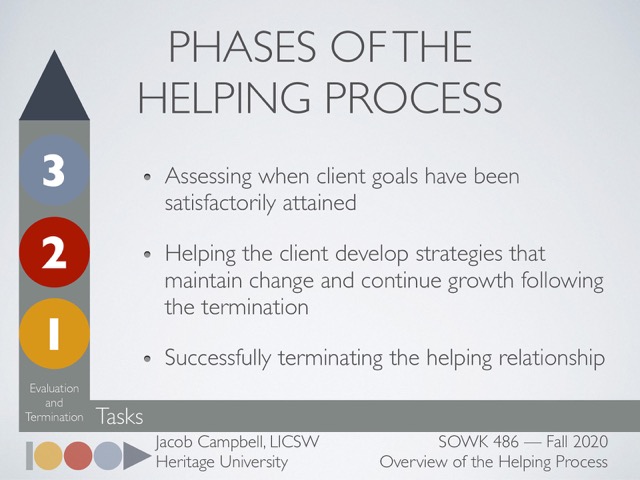 PHASES OF THE
HELPING PROCESS
3
2
1
• Assessing when client goals have been
satisfactorily attained
• Helping the client develop strategies that
maintain change and continue growth following
the termination
• Successfully terminating the helping relationship
Evaluation
and
Termination
Tasks
Jacob Campbell, LICSW
Heritage University
SOWK 486 — Fall 2020
Overview of the Helping Process